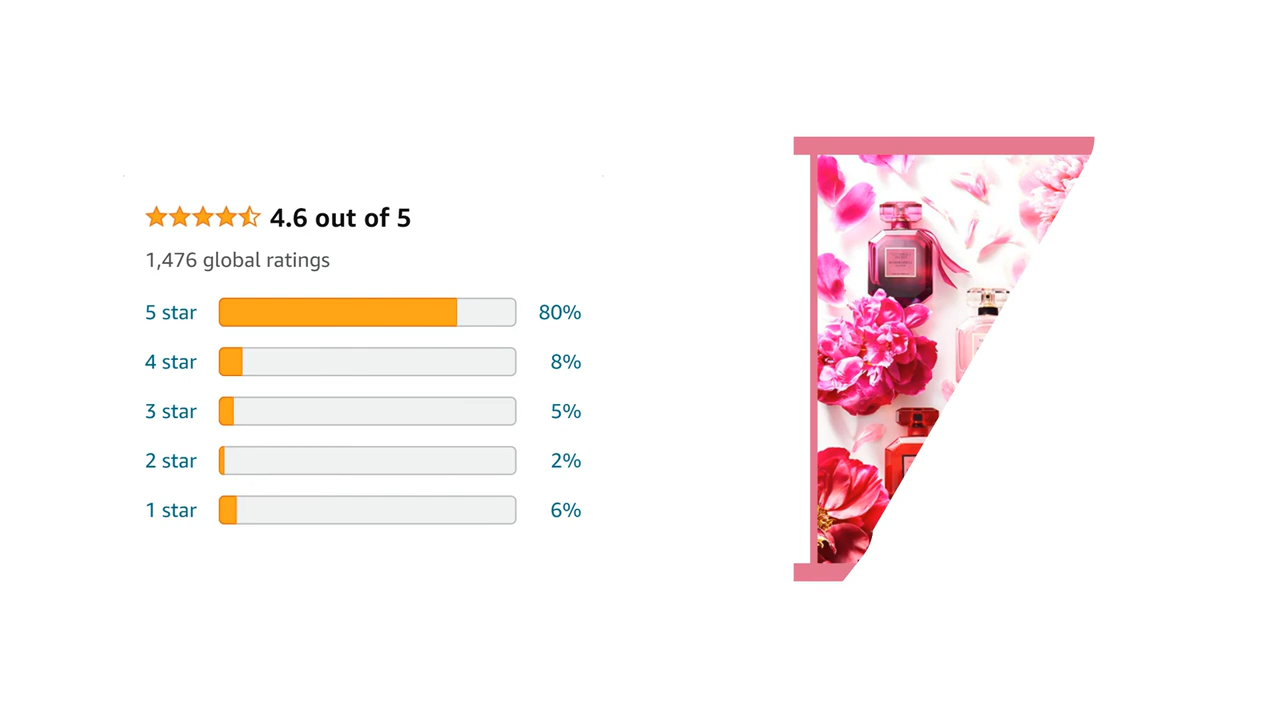 4.6 out of 5
1,476 global ratings
5 star 80%
4 star 8%
3 star 5%
2 star 2%
1 star 6%